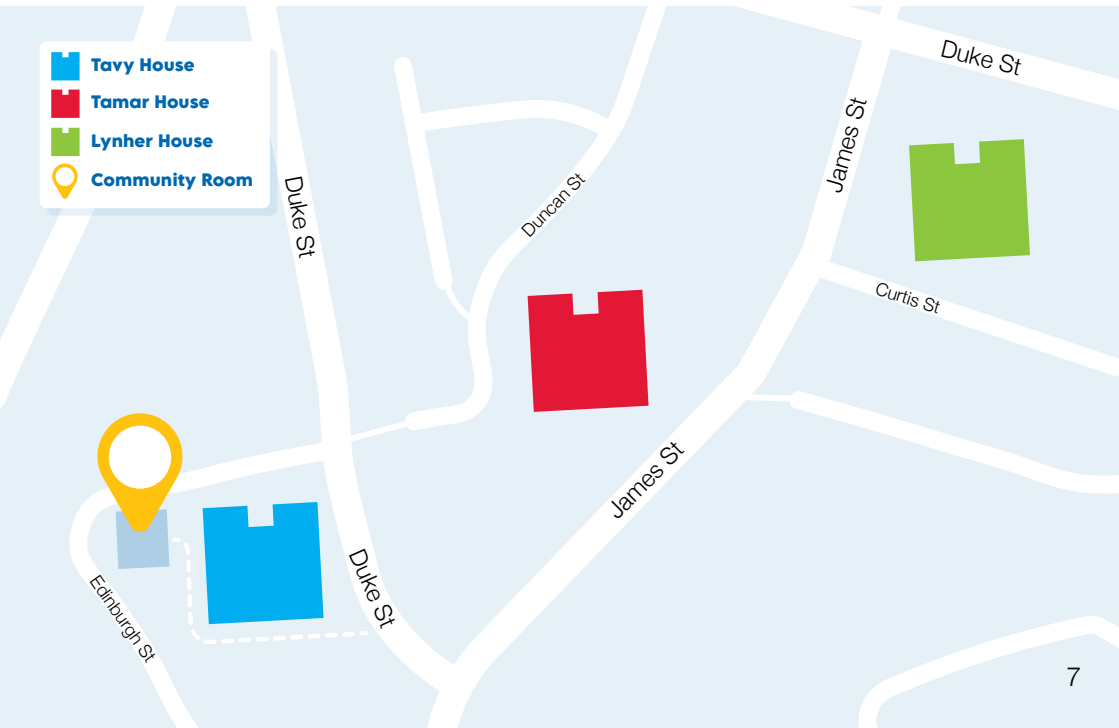 Tavy House
Tamar House
Lynher House
Community Room
Duke St
James St
Duke St
Duncan St
Curtis St
James St
Duke St
Edinburgh St
7